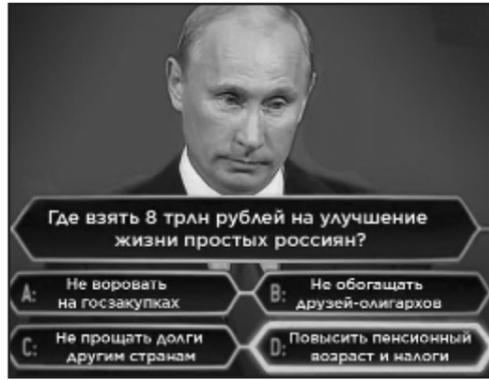 Где взять 8 трлн рублей на улучшение
жизни простых россиян?
A: Не воровать
на госзакупках
B: Не обогащать
друзей-олигархов
C: Не прощать долги
другим странам
D: Повысить пенсионный
возраст и налоги